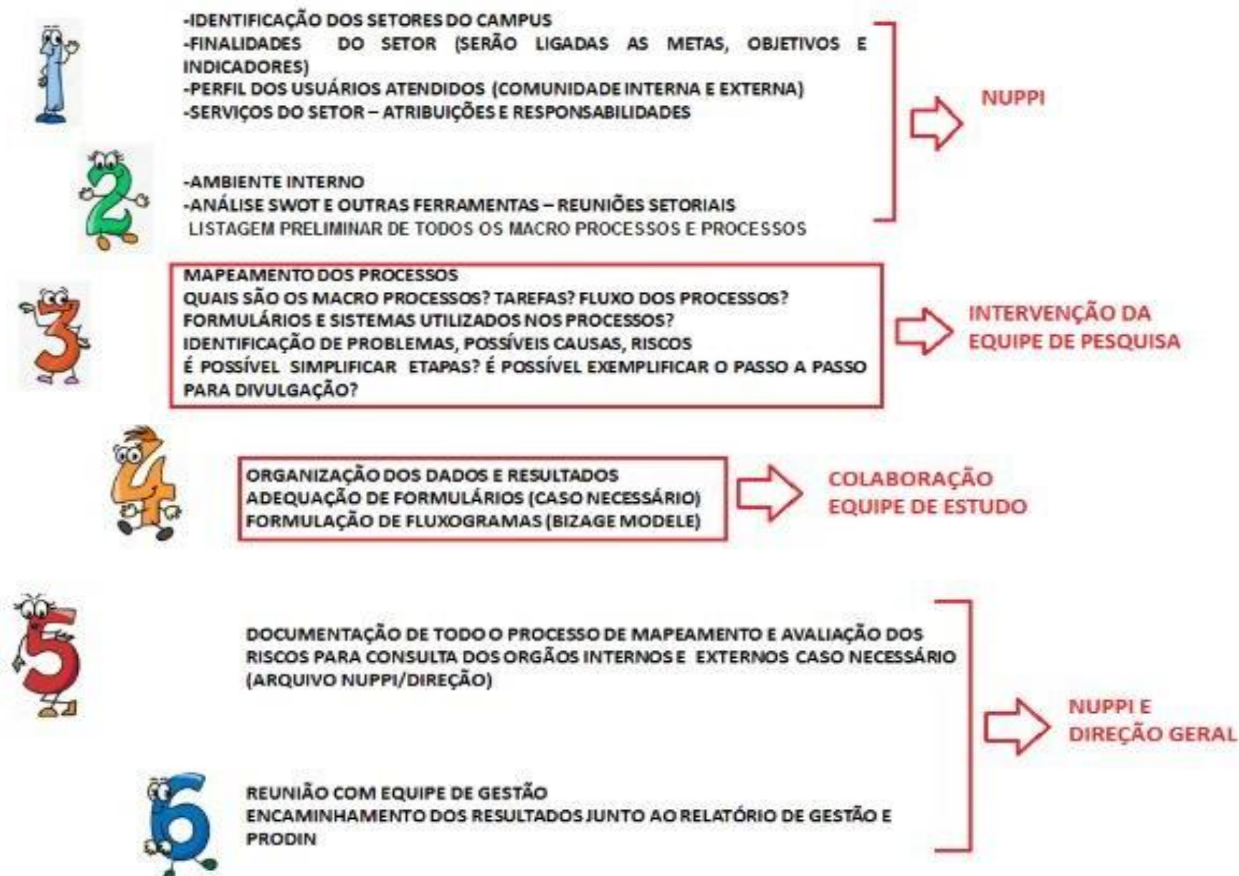 -IDENTIFICAÇÃO DOS SETORES DO CAMPUS
-FINALIDADES DO SETOR (SERÃO LIGADAS AS METAS, OBJETIVOS E
INDICADORES)
-PERFIL DOS USUÁRIOS ATENDIDOS (COMUNIDADE INTERNA E EXTERNA)
-SERVIÇOS DO SETOR – ATRIBUIÇÕES E RESPONSABILIDADES
NUPPI
1
2
-AMBIENTE INTERNO
-ANÁLISE SWOT E OUTRAS FERRAMENTAS – REUNIÕES SETORIAIS
LISTAGEM PRELIMINAR DE TODOS OS MACRO PROCESSOS E PROCESSOS
3
MAPEAMENTO DOS PROCESSOS
QUAIS SÃO OS MACRO PROCESSOS? TAREFAS? FLUXO DOS PROCESSOS?
FORMULÁRIOS E SISTEMAS UTILIZADOS NOS PROCESSOS?
IDENTIFICAÇÃO DE PROBLEMAS, POSSÍVEIS CAUSAS, RISCOS
É POSSÍVEL SIMPLIFICAR ETAPAS? É POSSÍVEL EXEMPLIFICAR O PASSO A PASSO
PARA DIVULGAÇÃO?
INTERVENÇÃO DA
EQUIPE DE PESQUISA
4
ORGANIZAÇÃO DOS DADOS E RESULTADOS
ADEQUAÇÃO DE FORMULÁRIOS (CASO NECESSÁRIO)
FORMULAÇÃO DE FLUXOGRAMAS (BIZAGE MODELE)
COLABORAÇÃO
EQUIPE DE ESTUDO
5
DOCUMENTAÇÃO DE TODO O PROCESSO DE MAPEAMENTO E AVALIAÇÃO DOS
RISCOS PARA CONSULTA DOS ORGÃOS INTERNOS E EXTERNOS CASO NECESSÁRIO
(ARQUIVO NUPPI/DIREÇÃO)
NUPPI E
DIREÇÃO GERAL
6
REUNIÃO COM EQUIPE DE GESTÃO
ENCAMINHAMENTO DOS RESULTADOS JUNTO AO RELATÓRIO DE GESTÃO E
PRODIN